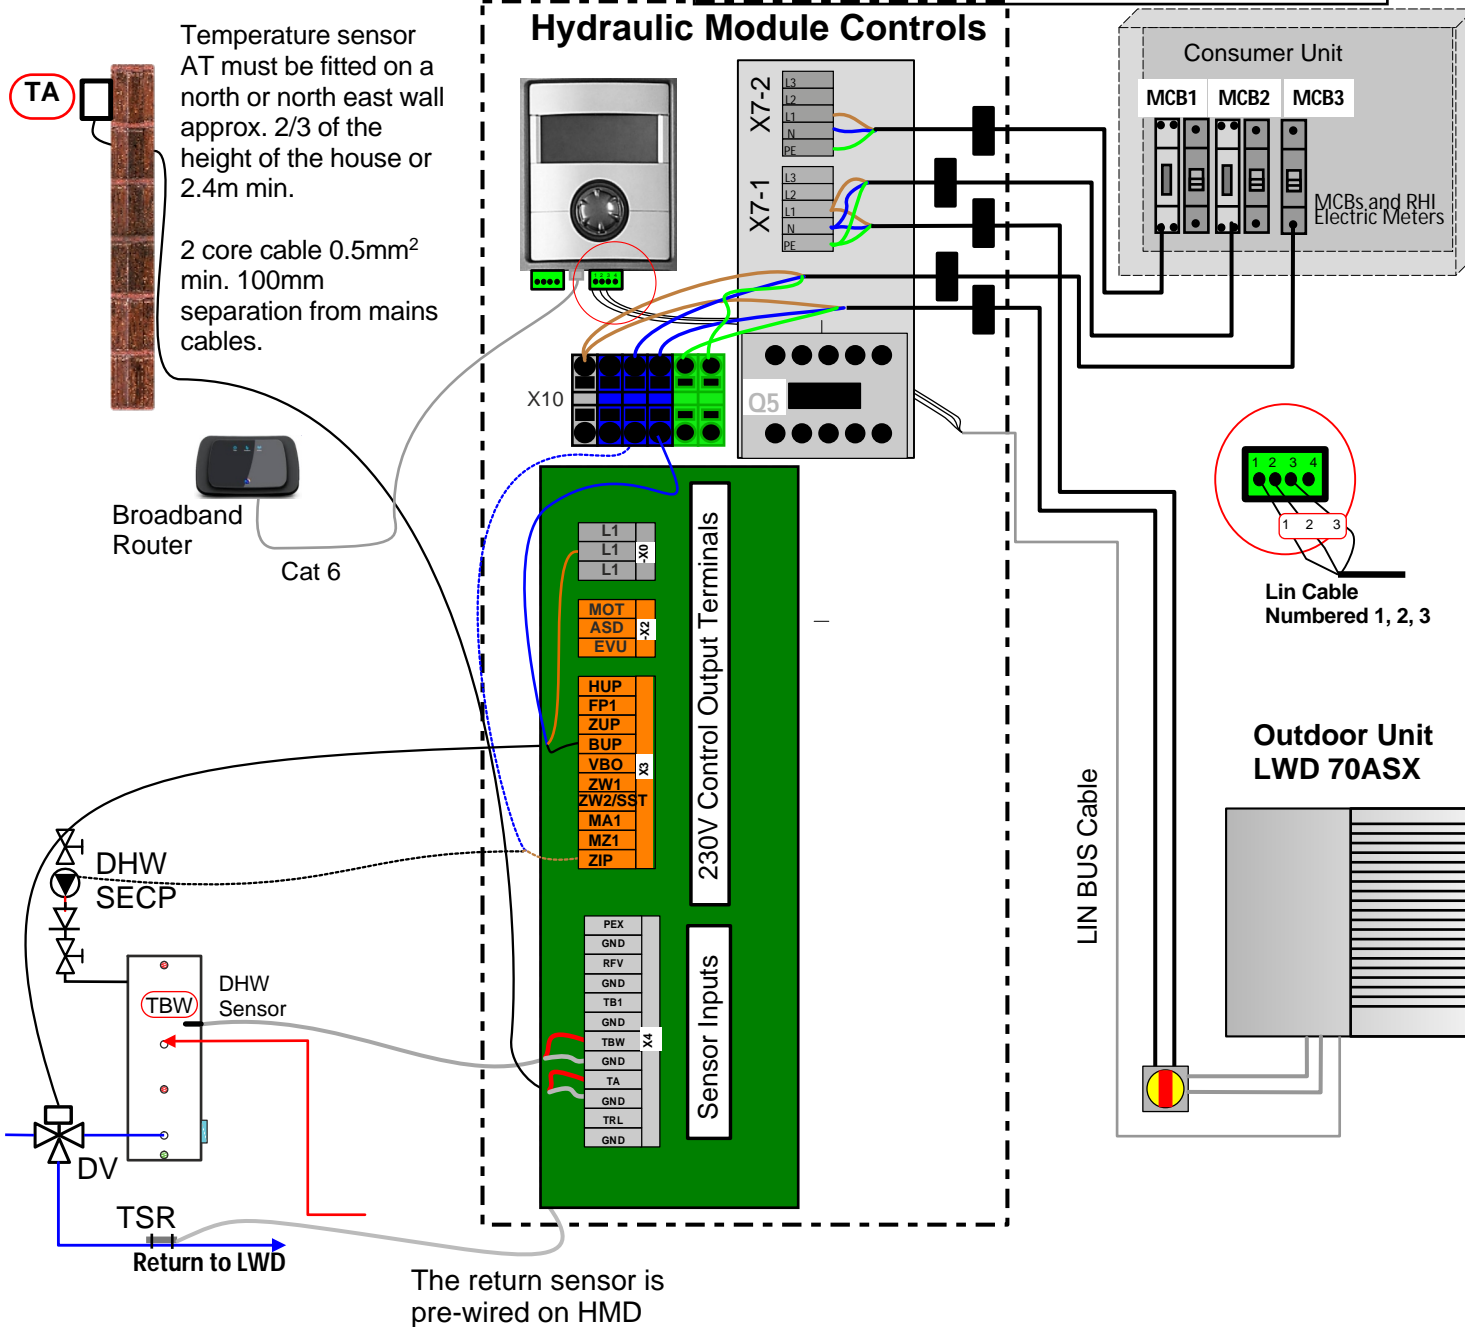 Hydraulic Module Controls
Temperature sensor
AT must be fitted on a
north or north east wall
approx. 2/3 of the
height of the house or
2.4m min.
2 core cable 0.5mm²
min. 100mm
separation from mains
cables.
TA
Broadband
Router
Cat 6
X7-2
L3
L2
L1
N
PE
X7-1
L3
L2
L1
N
PE
1 2 3 4
X10
Q5
Consumer Unit
MCB1 MCB2 MCB3
MCBs and RHI
Electric Meters
1 2 3 4
1 2 3
Lin Cable
Numbered 1, 2, 3
L1
L1
L1
-X0
MOT
ASD
EVU
-X2
HUP
FP1
ZUP
BUP
VBO
ZW1
ZW2/SST
MA1
MZ1
ZIP
X3
230V Control Output Terminals
PEX
GND
RFV
GND
TB1
GND
TBW
GND
TA
GND
TRL
GND
X4
Sensor Inputs
LIN BUS Cable
Outdoor Unit
LWD 70ASX
DHW
SECP
TBW
DHW
Sensor
DV
TSR
Return to LWD
The return sensor is
pre-wired on HMD